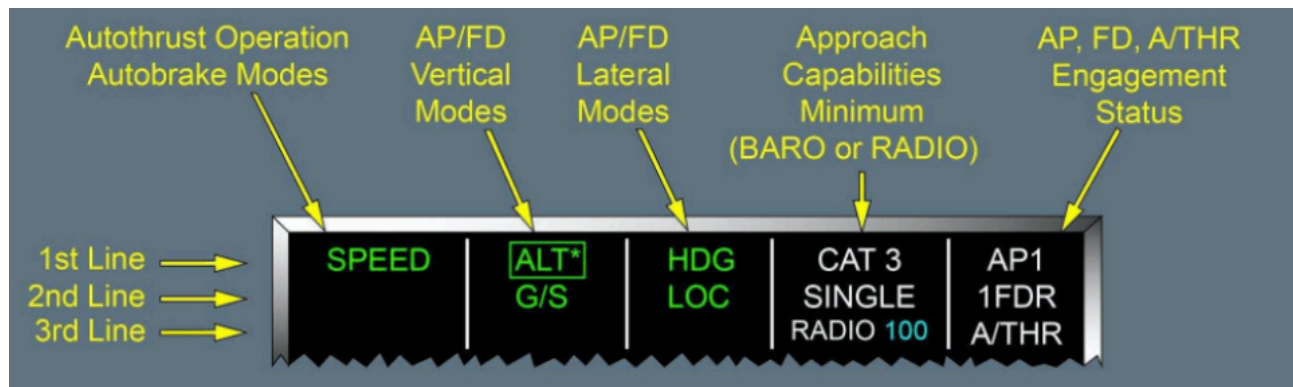 Autothrust Operation
Autobrake Modes
AP/FD
Vertical
Modes
AP/FD
Lateral
Modes
Approach
Capabilities
Minimum
(BARO or RADIO)
AP, FD, A/THR
Engagement
Status
1st Line
2nd Line
3rd Line
SPEED
ALT*
G/S
HDG
LOC
CAT 3
SINGLE
RADIO 100
AP1
1FDR
A/THR